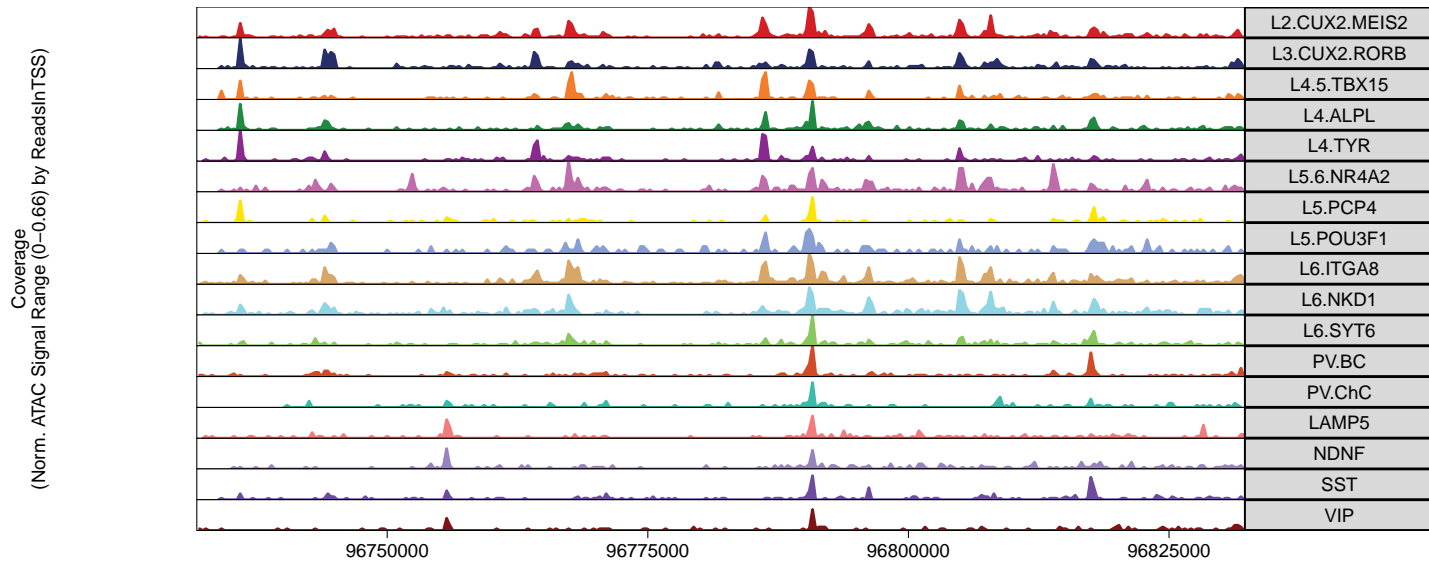 Coverage
(Norm. ATAC Signal Range (0−0.66) by ReadsInTSS)
L2.CUX2.MEIS2
L3.CUX2.RORB
L4.5.TBX15
L4.ALPL
L4.TYR
L5.6.NR4A2
L5.PCP4
L5.POU3F1
L6.ITGA8
L6.NKD1
L6.SYT6
PV.BC
PV.ChC
LAMP5
NDNF
SST
VIP
96750000 96775000 96800000 96825000